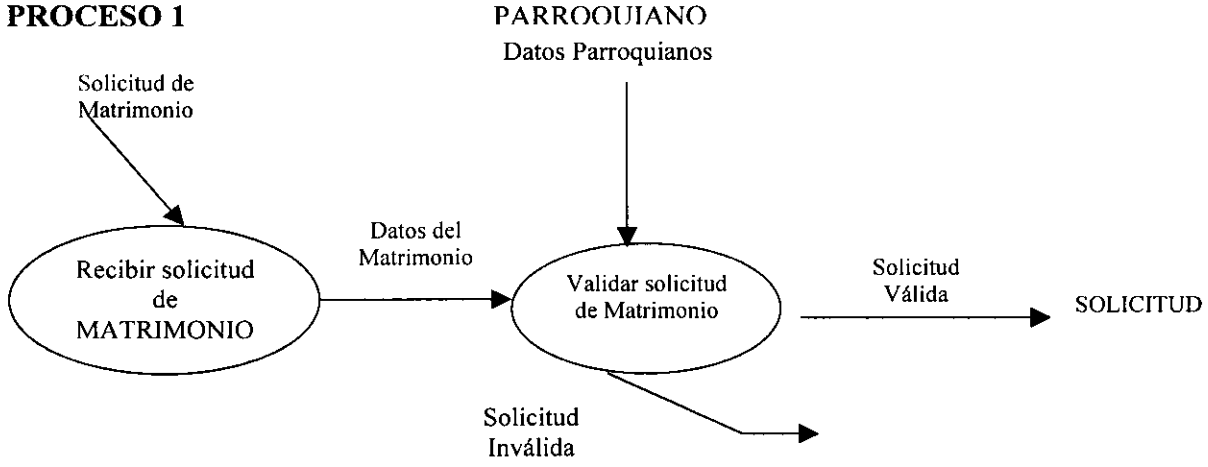 PROCESO 1
PARROQUIANO
Datos Parroquianos
Solicitud de
Matrimonio
Recibir solicitud
de
MATRIMONIO
Datos del
Matrimonio
Validar solicitud
de Matrimonio
Solicitud
Válida
SOLICITUD
Solicitud
Inválida